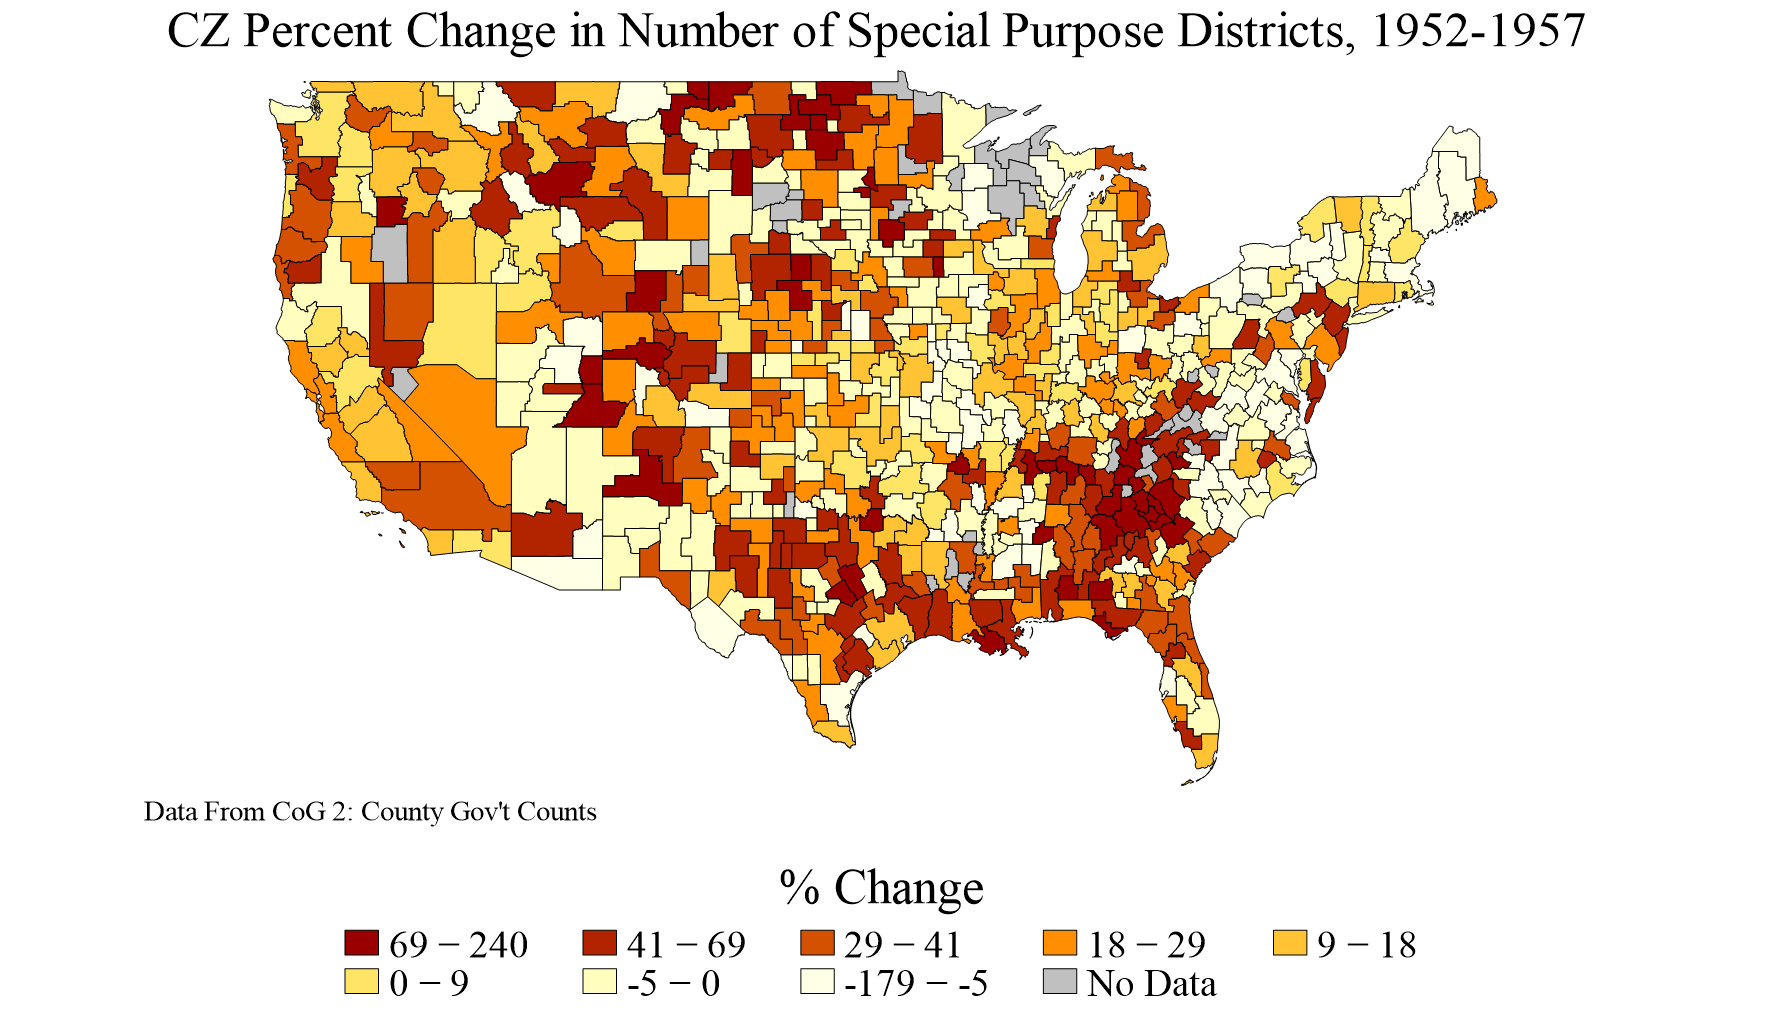 CZ Percent Change in Number of Special Purpose Districts, 1952-1957
Data From CoG 2: County Gov't Counts
% Change
69 − 240 41 − 69 29 − 41 18 − 29 9 − 18
0 − 9 -5 − 0 -179 − -5 No Data